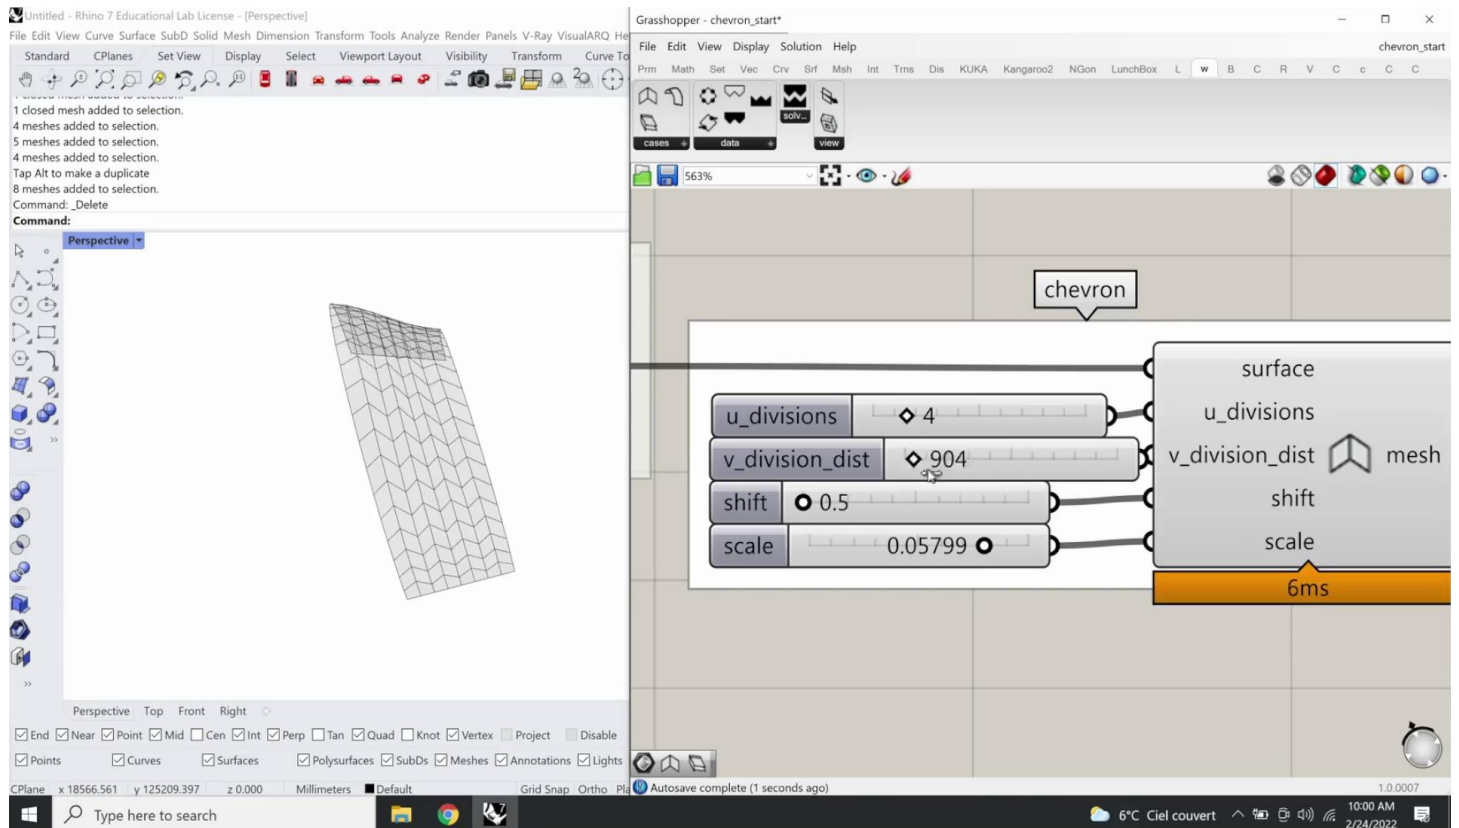 Untitled - Rhino 7 Educational Lab License - [Perspective]
File Edit View Curve Surface SubD Solid Mesh Dimension Transform Tools Analyze Render Panels V-Ray VisualARQ He
Standard CPlanes Set View Display Select Viewport Layout Visibility Transform Curve To
1 closed mesh added to selection.
4 meshes added to selection.
5 meshes added to selection.
4 meshes added to selection.
Tap Alt to make a duplicate
8 meshes added to selection.
Command: _Delete
Command:
Perspective
Perspective Top Front Right
End Near Point Mid Cen Int Perp Tan Quad Knot Vertex Project Disable
Points Curves Surfaces Polysurfaces SubDs Meshes Annotations Lights
CPlane x 18566.561 y 125209.397 z 0.000 Millimeters Default Grid Snap Ortho Pla
Grasshopper - chevron_start*
File Edit View Display Solution Help chevron_start
Prm Math Set Vec Crv Srf Msh Int Trns Dis KUKA Kangaroo2 NGon LunchBox L w B C R V C c C C
solv...
cases data view
563%
chevron
surface
u_divisions 4 u_divisions
v_division_dist 904 v_division_dist mesh
shift 0.5 shift
scale 0.05799 scale
6ms
Autosave complete (1 seconds ago) 1.0.0007
Type here to search
6°C Ciel couvert
10:00 AM
2/24/2022